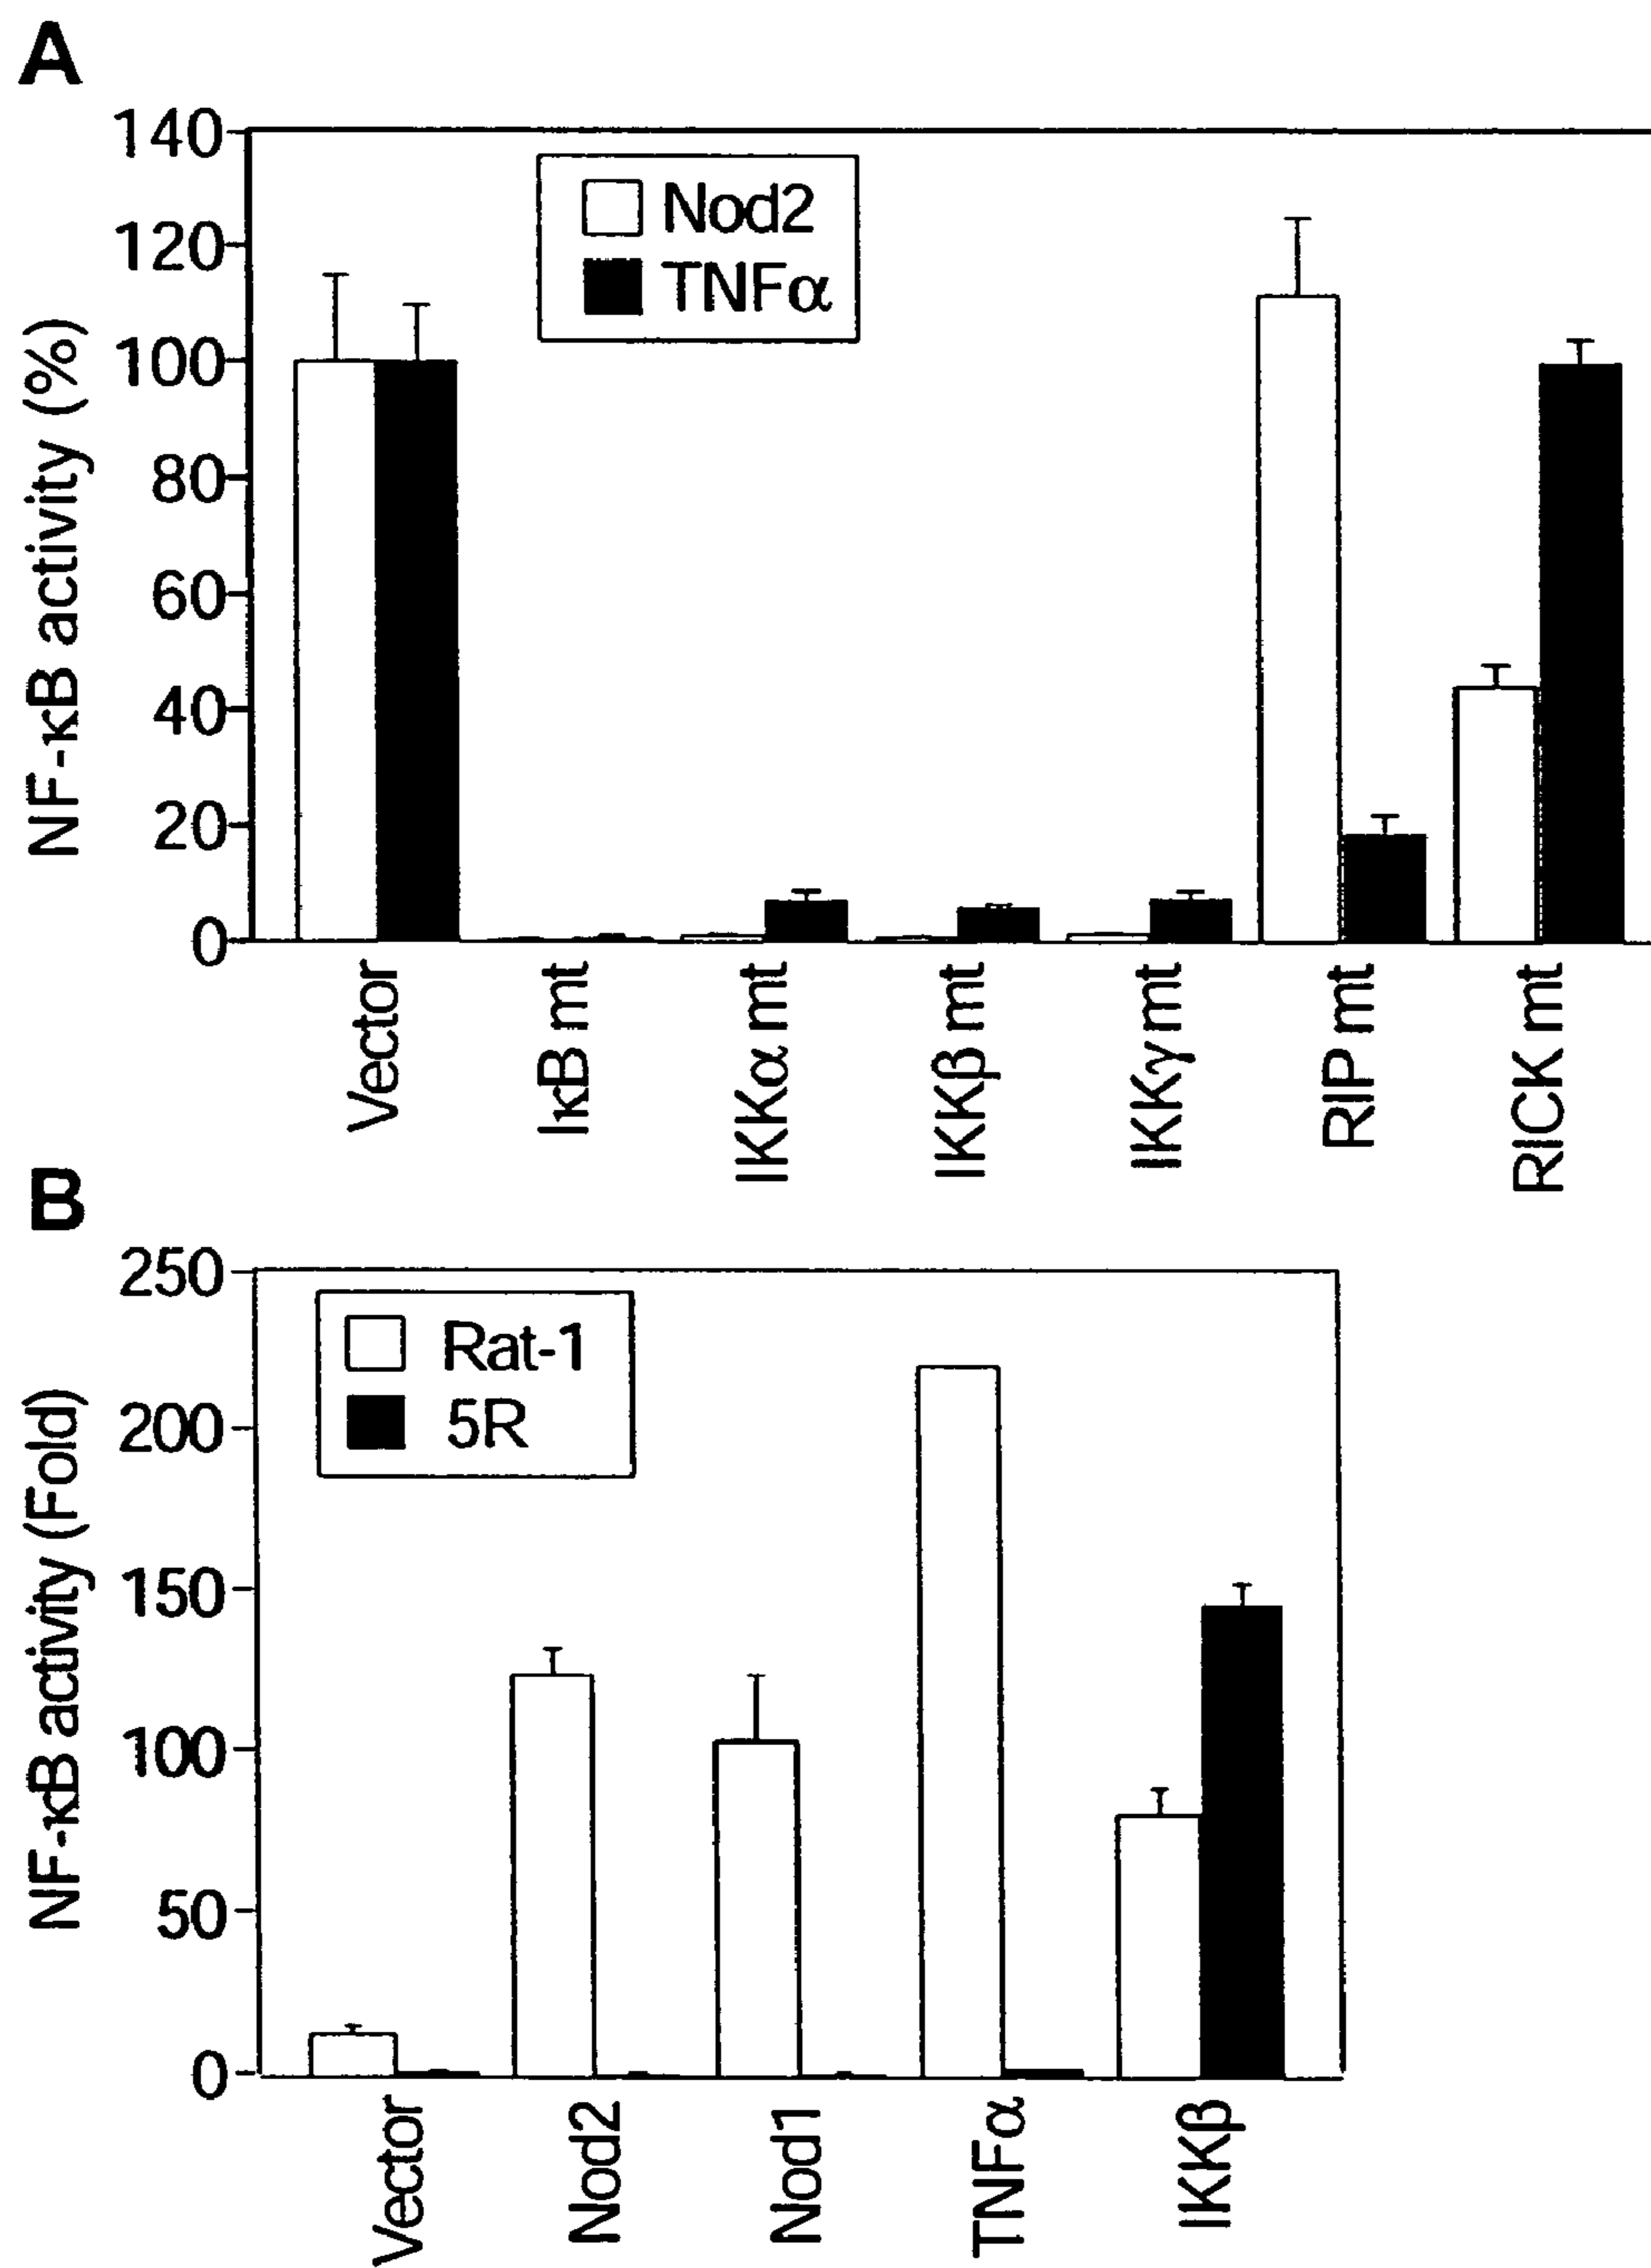 A
140
120
100
80
60
40
20
0
NF-κB activity (%)
Nod2
TNFα
Vector
IκB mt
IKKα mt
IKKβ mt
IKKγ mt
RIP mt
RICK mt
B
250
200
150
100
50
0
NF-κB activity (Fold)
Rat-1
5R
Vector
Nod2
Nod1
TNFα
IKKβ